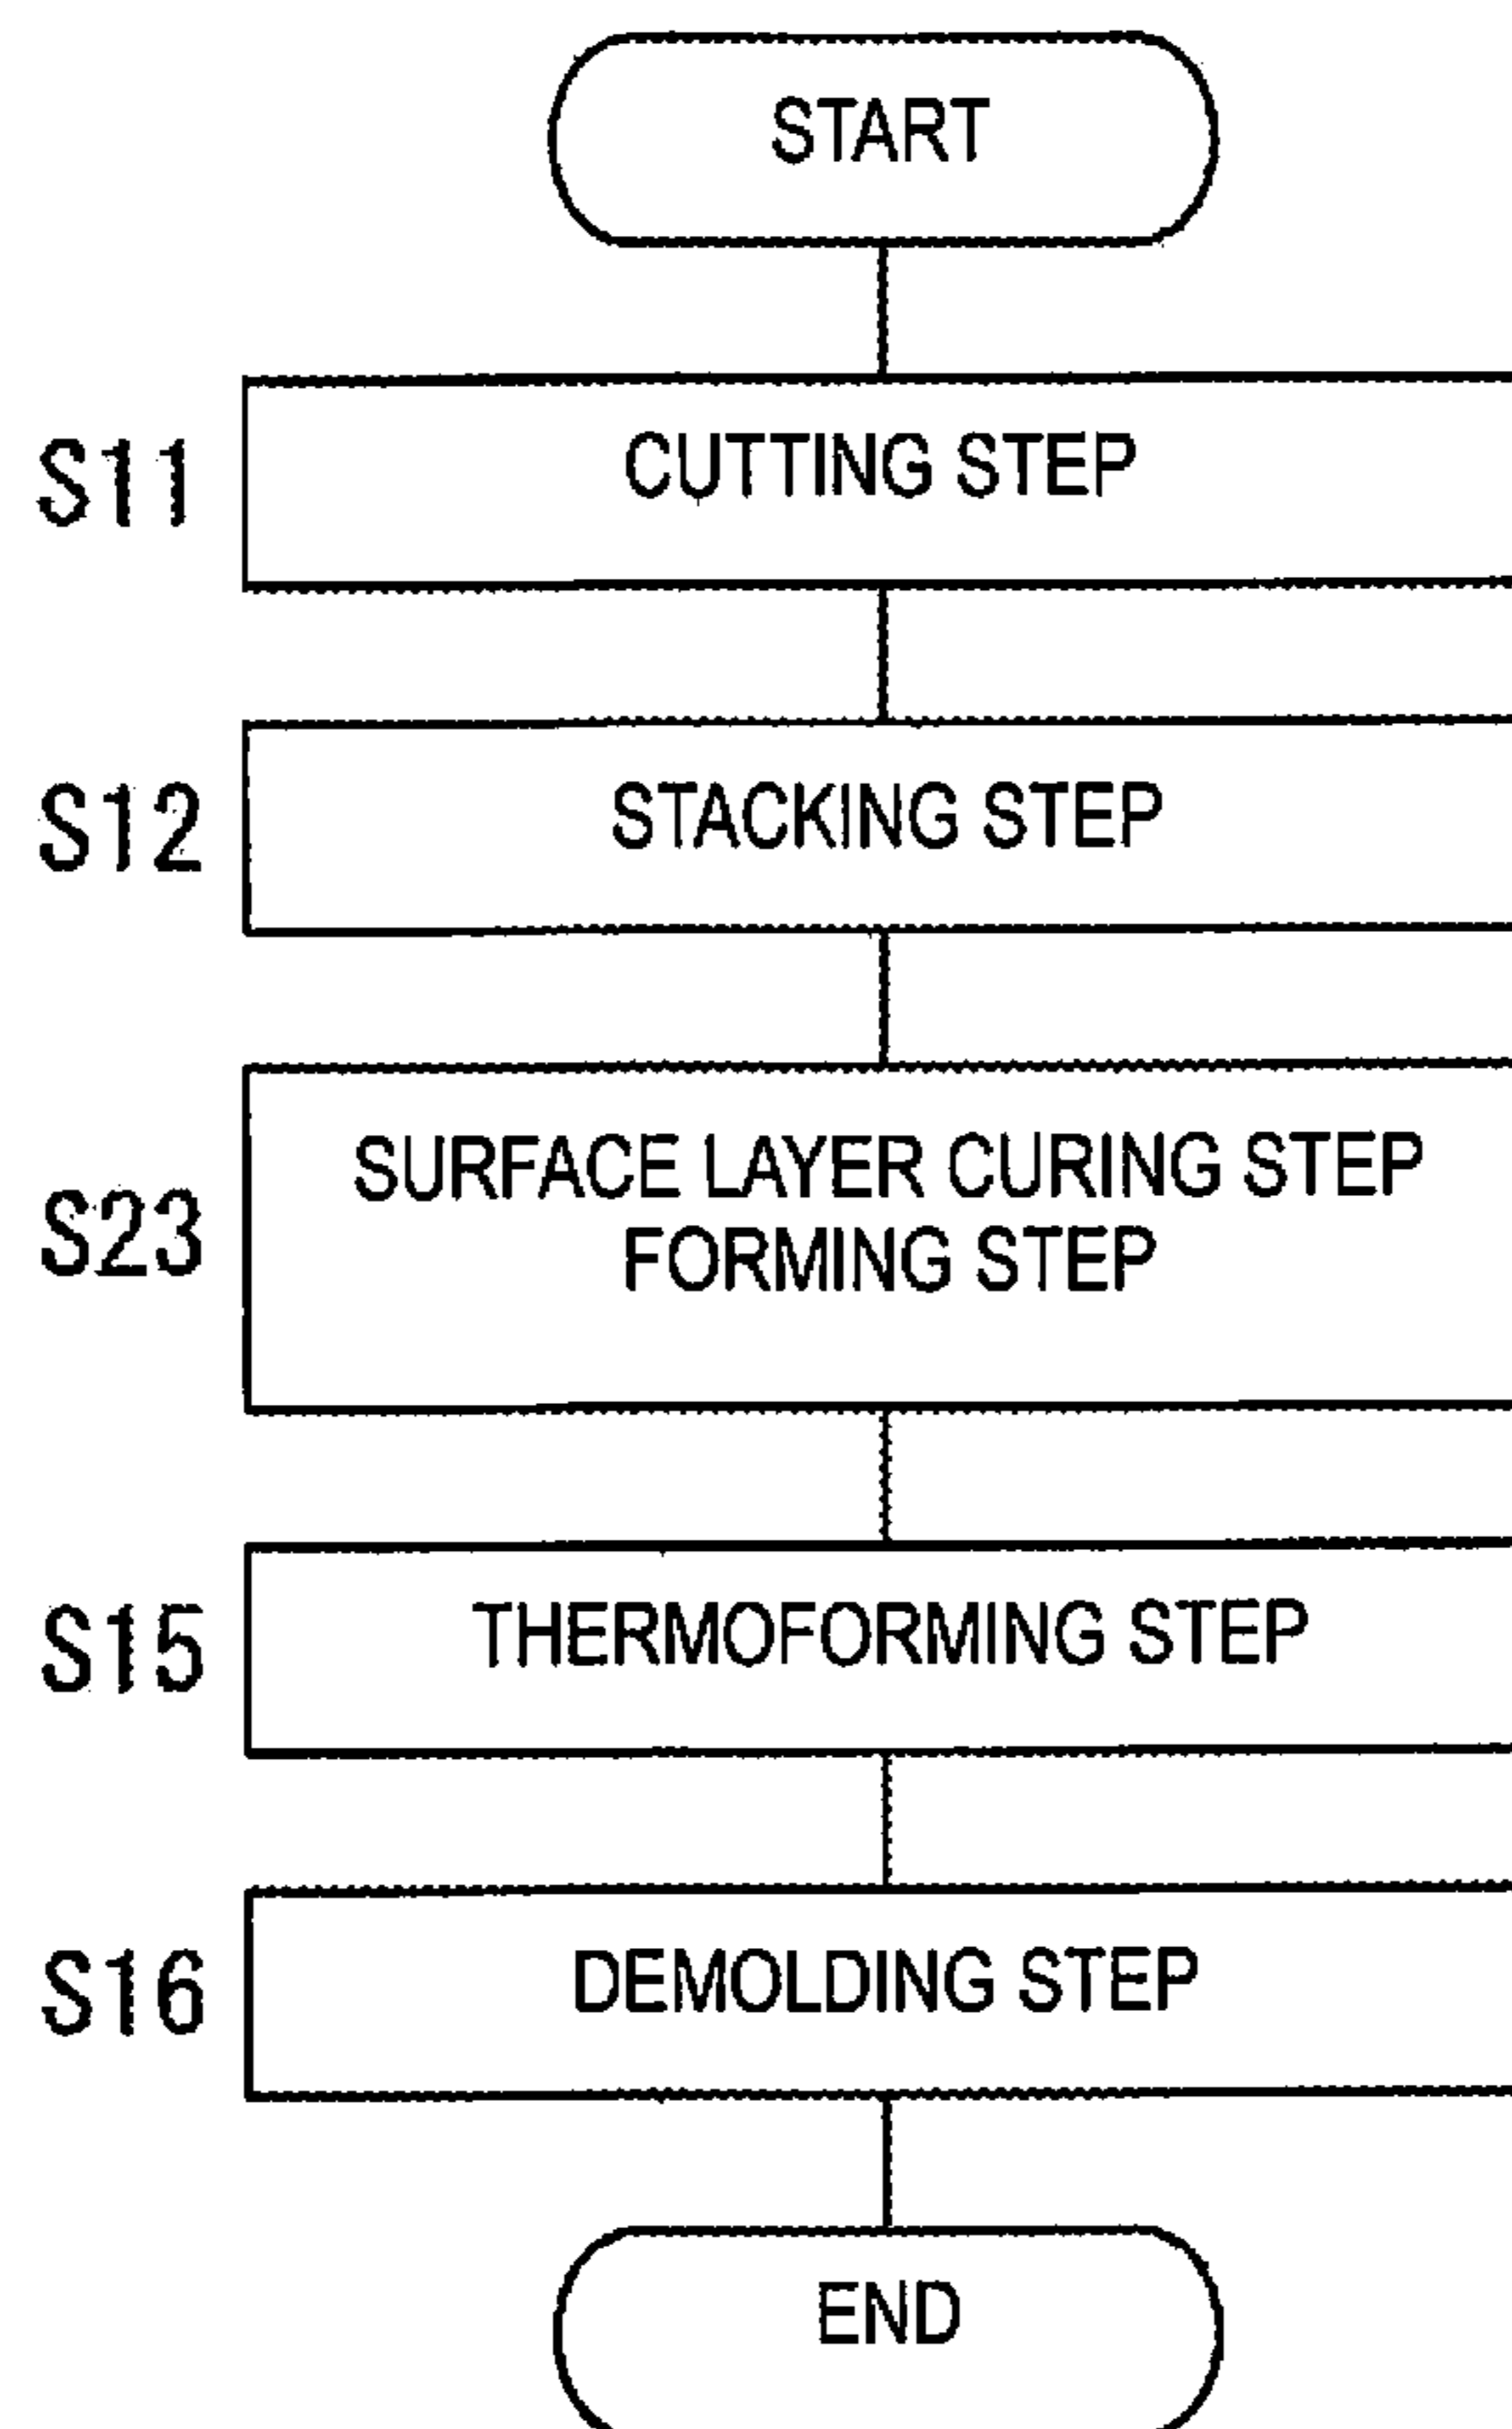 START
S11 CUTTING STEP
S12 STACKING STEP
S23 SURFACE LAYER CURING STEP
FORMING STEP
S15 THERMOFORMING STEP
S16 DEMOLDING STEP
END